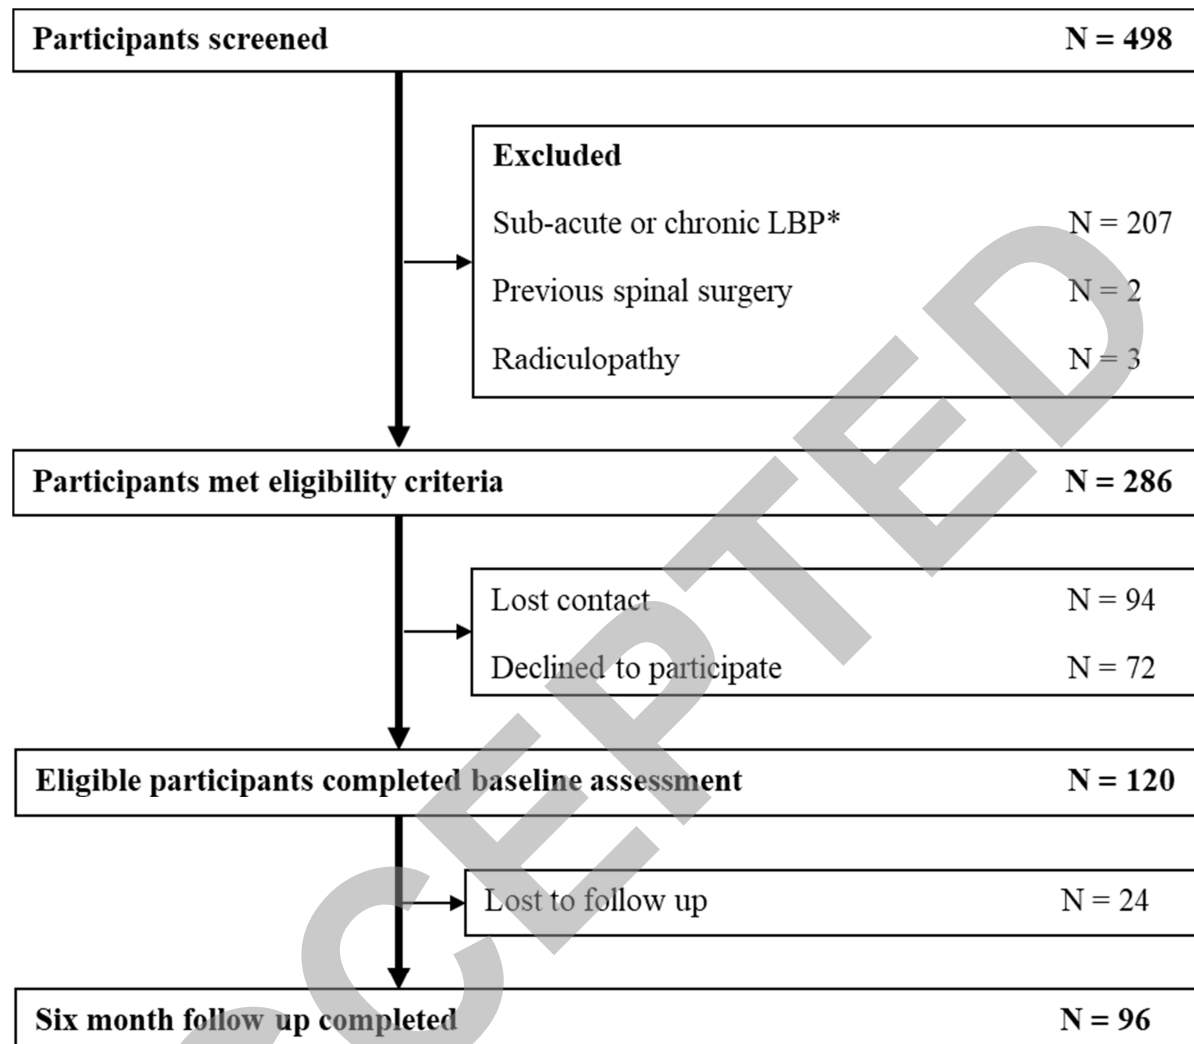 Participants screened N = 498
Excluded
Sub-acute or chronic LBP* N = 207
Previous spinal surgery N = 2
Radiculopathy N = 3
Participants met eligibility criteria N = 286
Lost contact N = 94
Declined to participate N = 72
Eligible participants completed baseline assessment N = 120
Lost to follow up N = 24
Six month follow up completed N = 96
CCEPTED